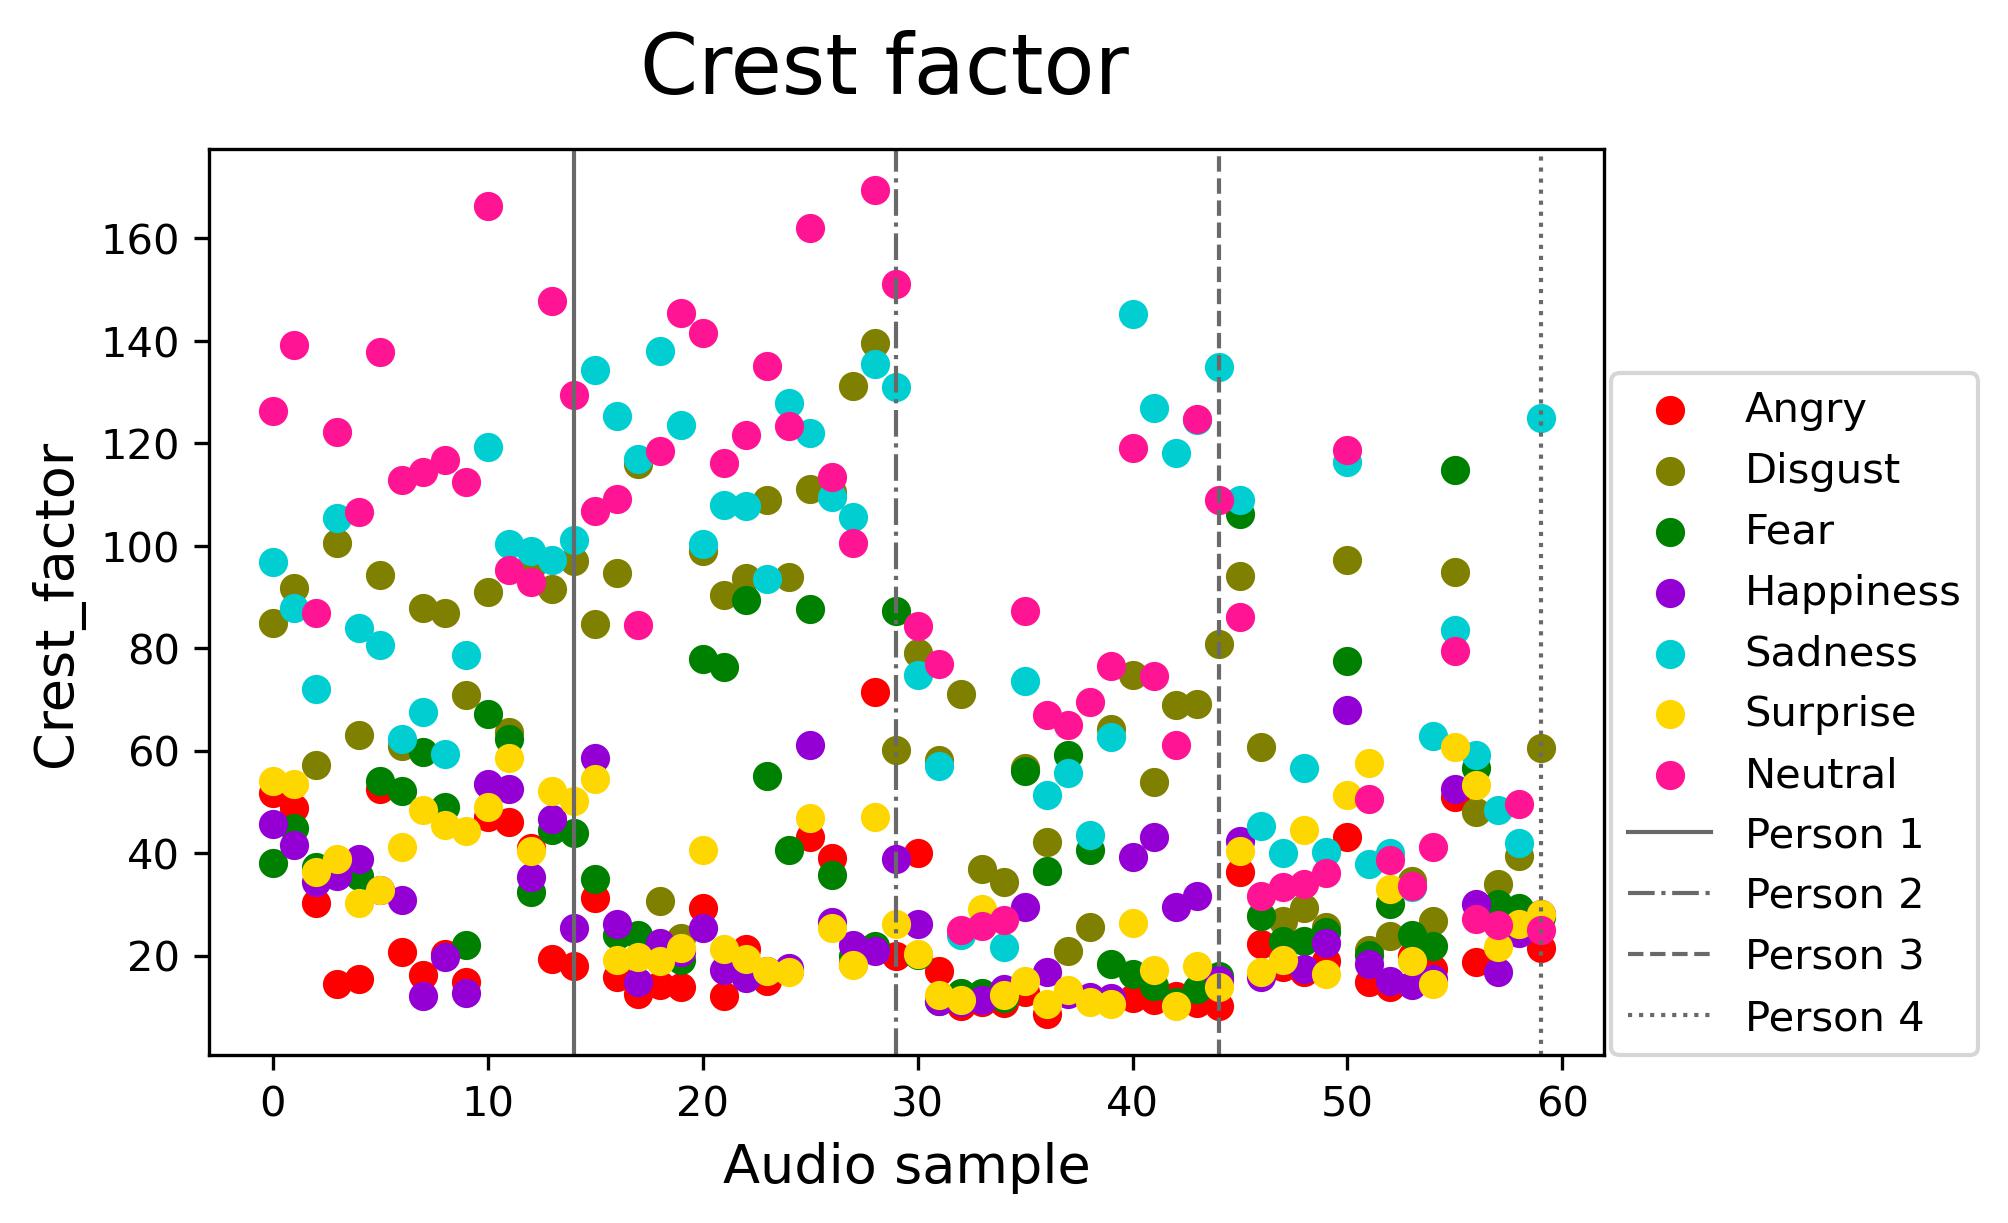 Crest factor
160
140
120
100
80
60
40
20
Crest_factor
0 10 20 30 40 50 60
Audio sample
Angry
Disgust
Fear
Happiness
Sadness
Surprise
Neutral
Person 1
Person 2
Person 3
Person 4